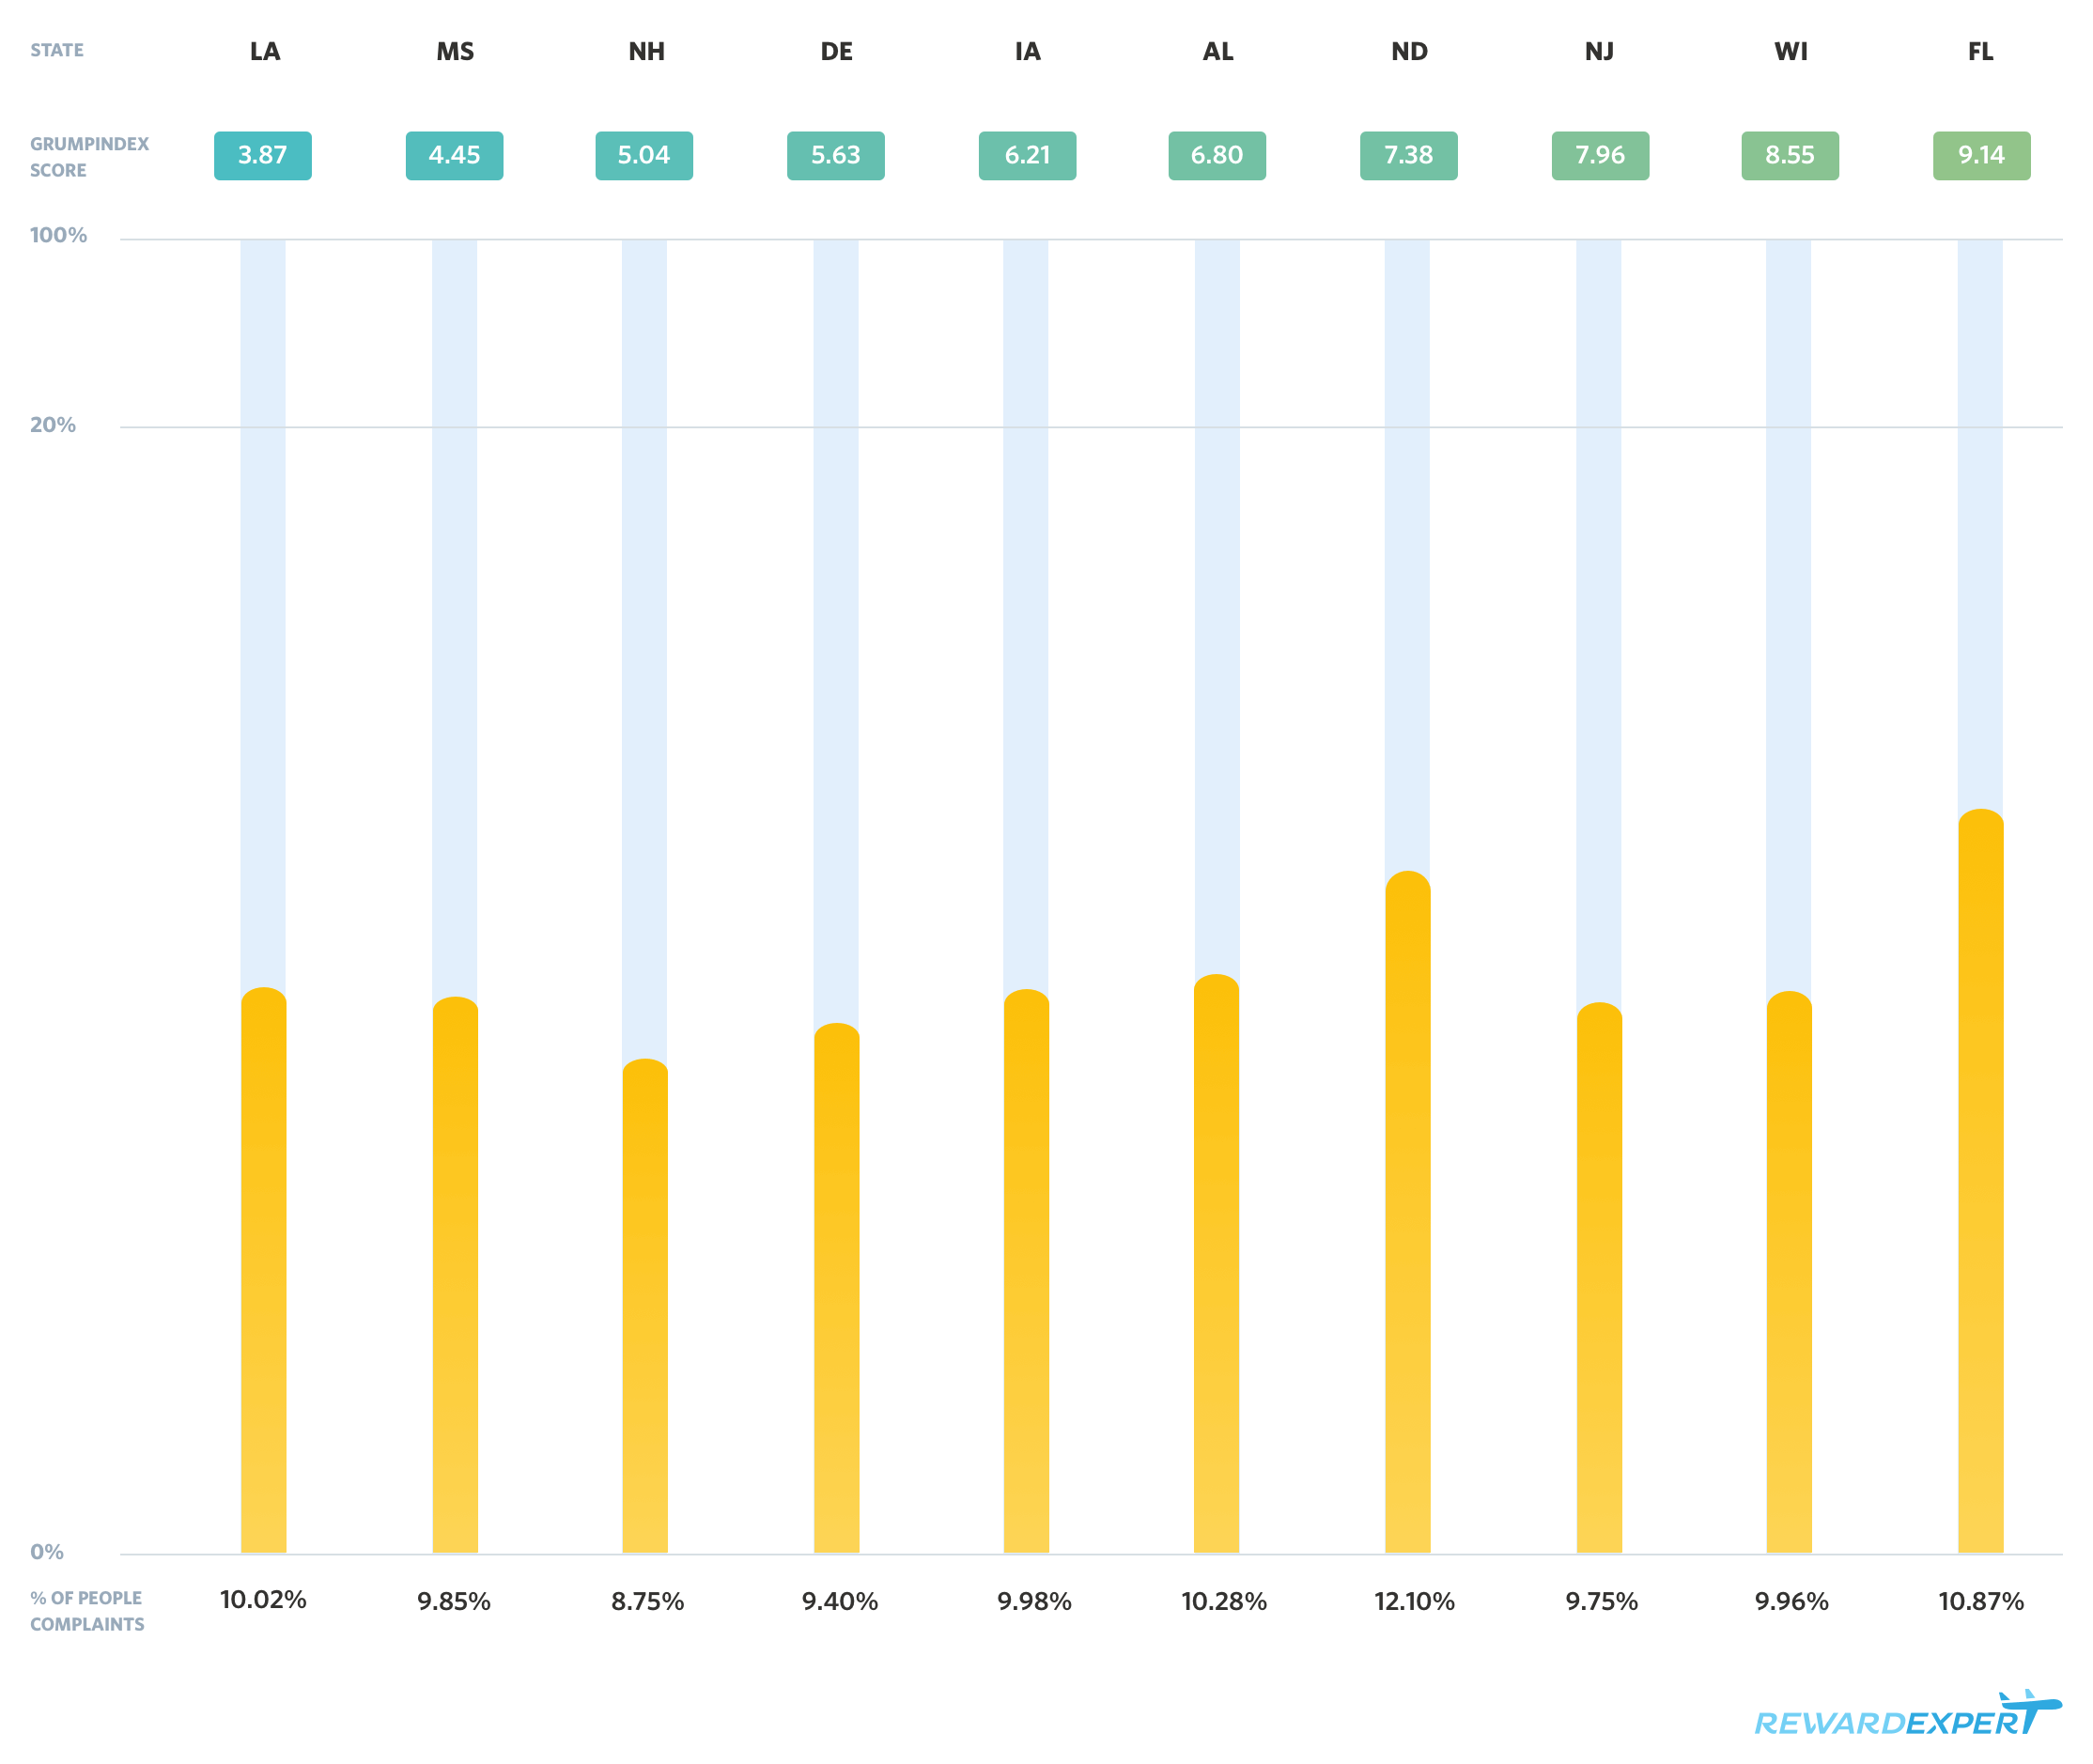 STATE LA MS NH DE IA AL ND NJ WI FL
GRUMPINDEX
SCORE
3.87 4.45 5.04 5.63 6.21 6.80 7.38 7.96 8.55 9.14
100%
20%
0%
% OF PEOPLE
COMPLAINTS
10.02% 9.85% 8.75% 9.40% 9.98% 10.28% 12.10% 9.75% 9.96% 10.87%
REWARDEXPERT